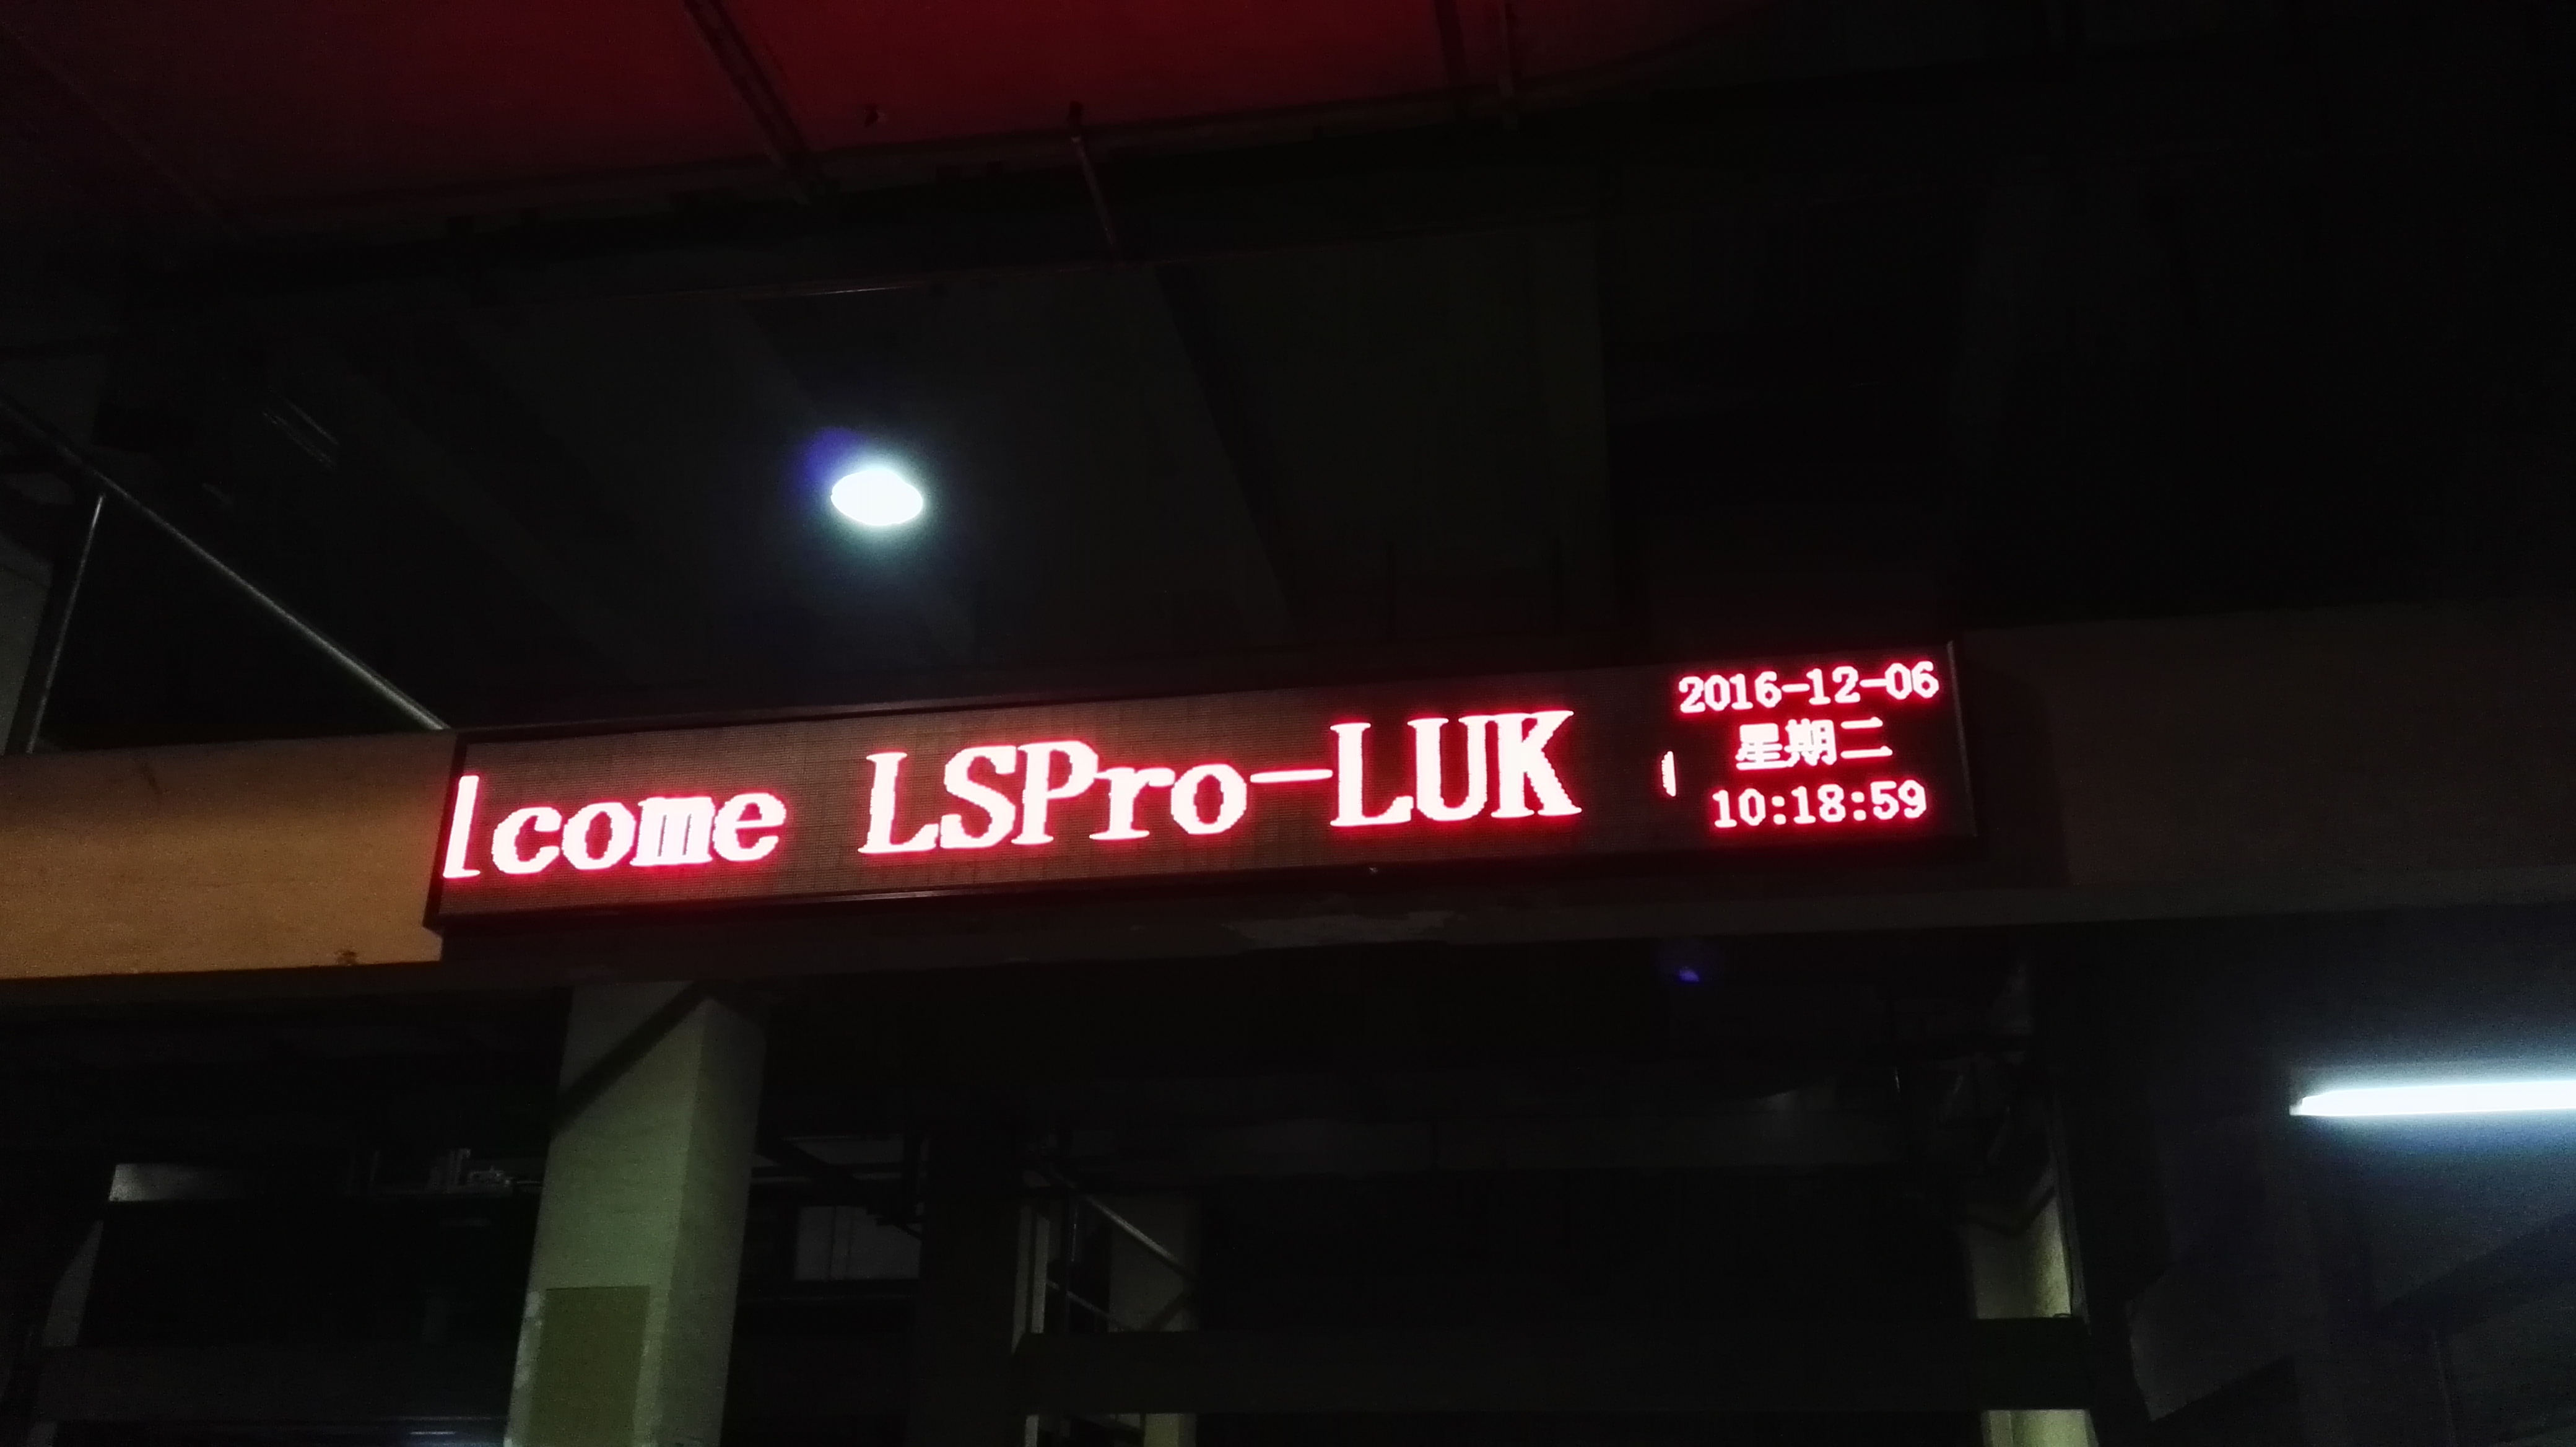 lcome LSPro-LUK
2016-12-06
星期二
10:18:59